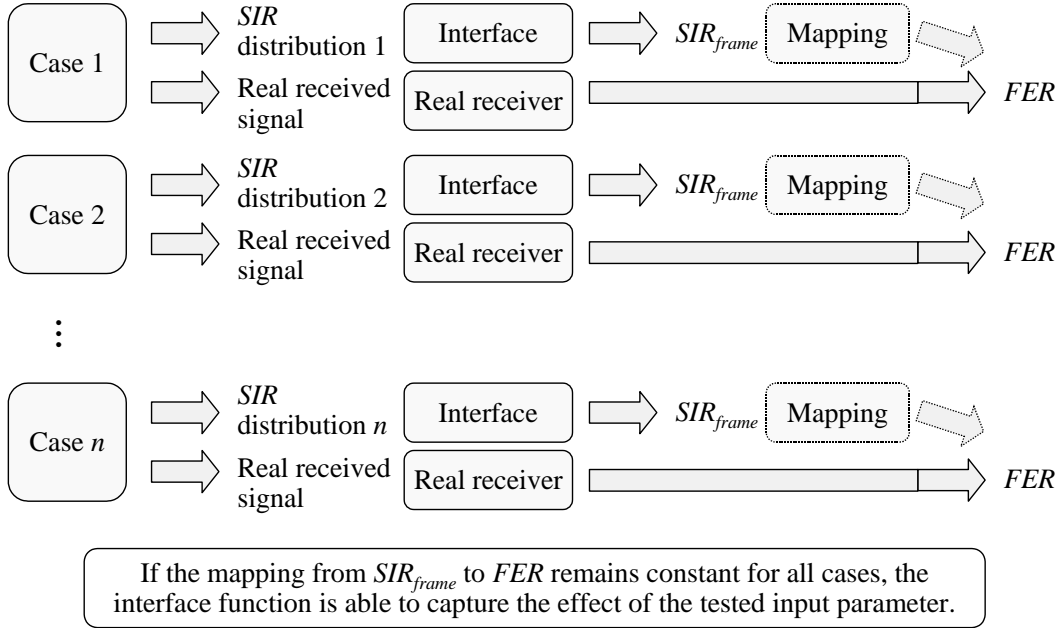 Case 1
SIR
distribution 1
Interface
SIR_frame
Mapping
Real received
signal
Real receiver
FER
Case 2
SIR
distribution 2
Interface
SIR_frame
Mapping
Real received
signal
Real receiver
FER
⋮
Case n
SIR
distribution n
Interface
SIR_frame
Mapping
Real received
signal
Real receiver
FER
If the mapping from SIR_frame to FER remains constant for all cases, the
interface function is able to capture the effect of the tested input parameter.